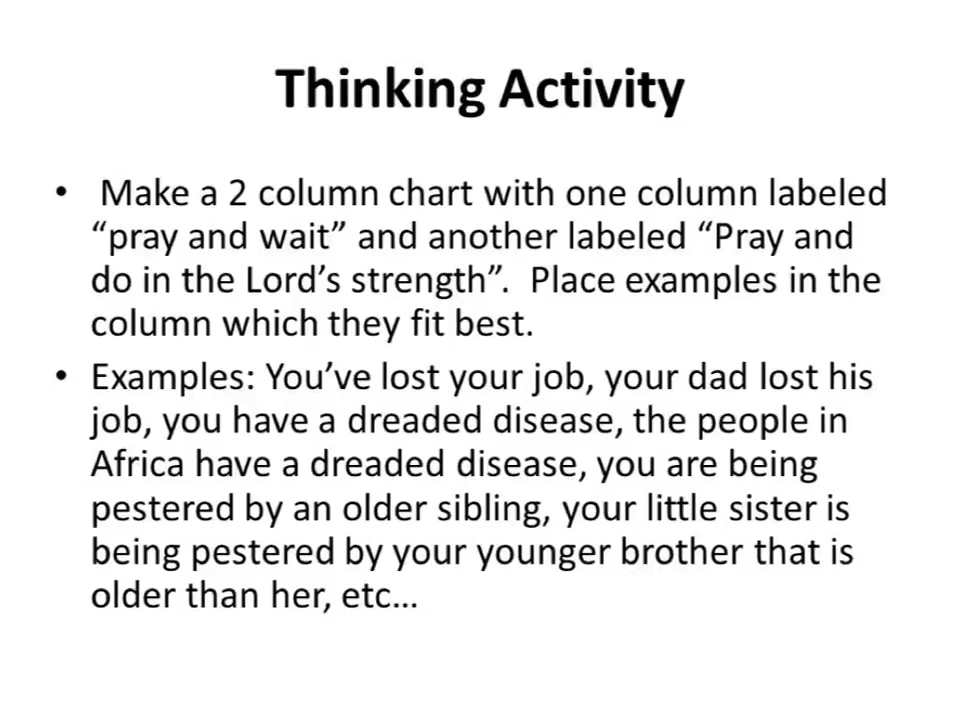 Thinking Activity
• Make a 2 column chart with one column labeled
“pray and wait” and another labeled “Pray and
do in the Lord’s strength”. Place examples in the
column which they fit best.
• Examples: You’ve lost your job, your dad lost his
job, you have a dreaded disease, the people in
Africa have a dreaded disease, you are being
pestered by an older sibling, your little sister is
being pestered by your younger brother that is
older than her, etc…